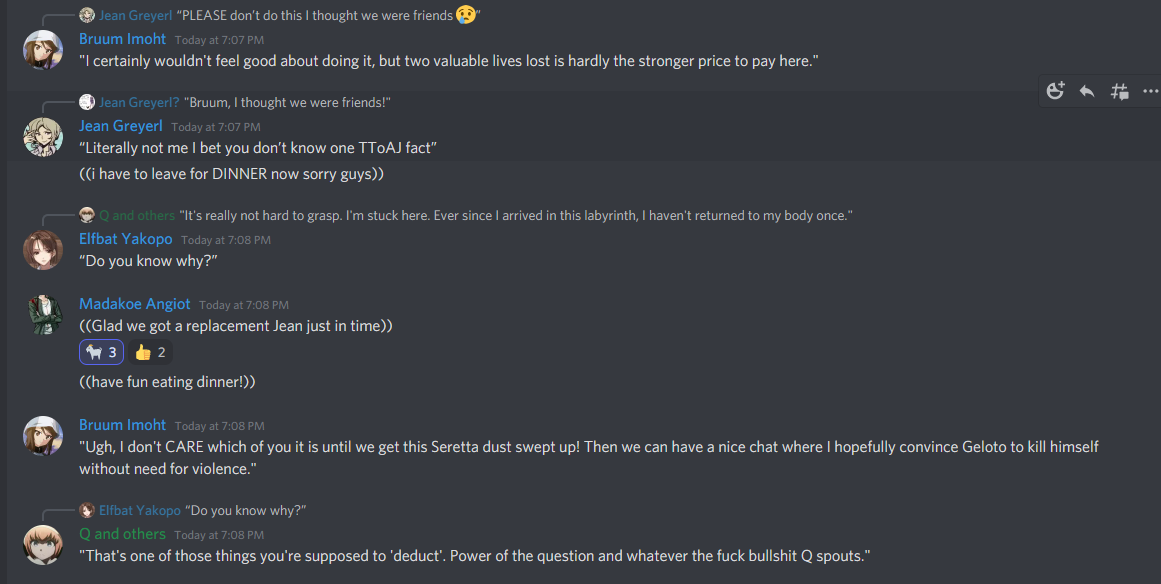 Jean Greyerl “PLEASE don’t do this I thought we were friends 😢”
Bruum Imoht Today at 7:07 PM
"I certainly wouldn't feel good about doing it, but two valuable lives lost is hardly the stronger price to pay here."
Jean Greyerl? "Bruum, I thought we were friends!"
Jean Greyerl Today at 7:07 PM
“Literally not me I bet you don’t know one TToAJ fact”
((i have to leave for DINNER now sorry guys))
Q and others "It's really not hard to grasp. I'm stuck here. Ever since I arrived in this labyrinth, I haven't returned to my body once."
Elfbat Yakopo Today at 7:08 PM
“Do you know why?”
Madakoe Angiot Today at 7:08 PM
((Glad we got a replacement Jean just in time))
🐐 3 👍 2
((have fun eating dinner!))
Bruum Imoht Today at 7:08 PM
"Ugh, I don't CARE which of you it is until we get this Seretta dust swept up! Then we can have a nice chat where I hopefully convince Geloto to kill himself
without need for violence."
Elfbat Yakopo “Do you know why?”
Q and others Today at 7:08 PM
"That's one of those things you're supposed to 'deduct'. Power of the question and whatever the fuck bullshit Q spouts."